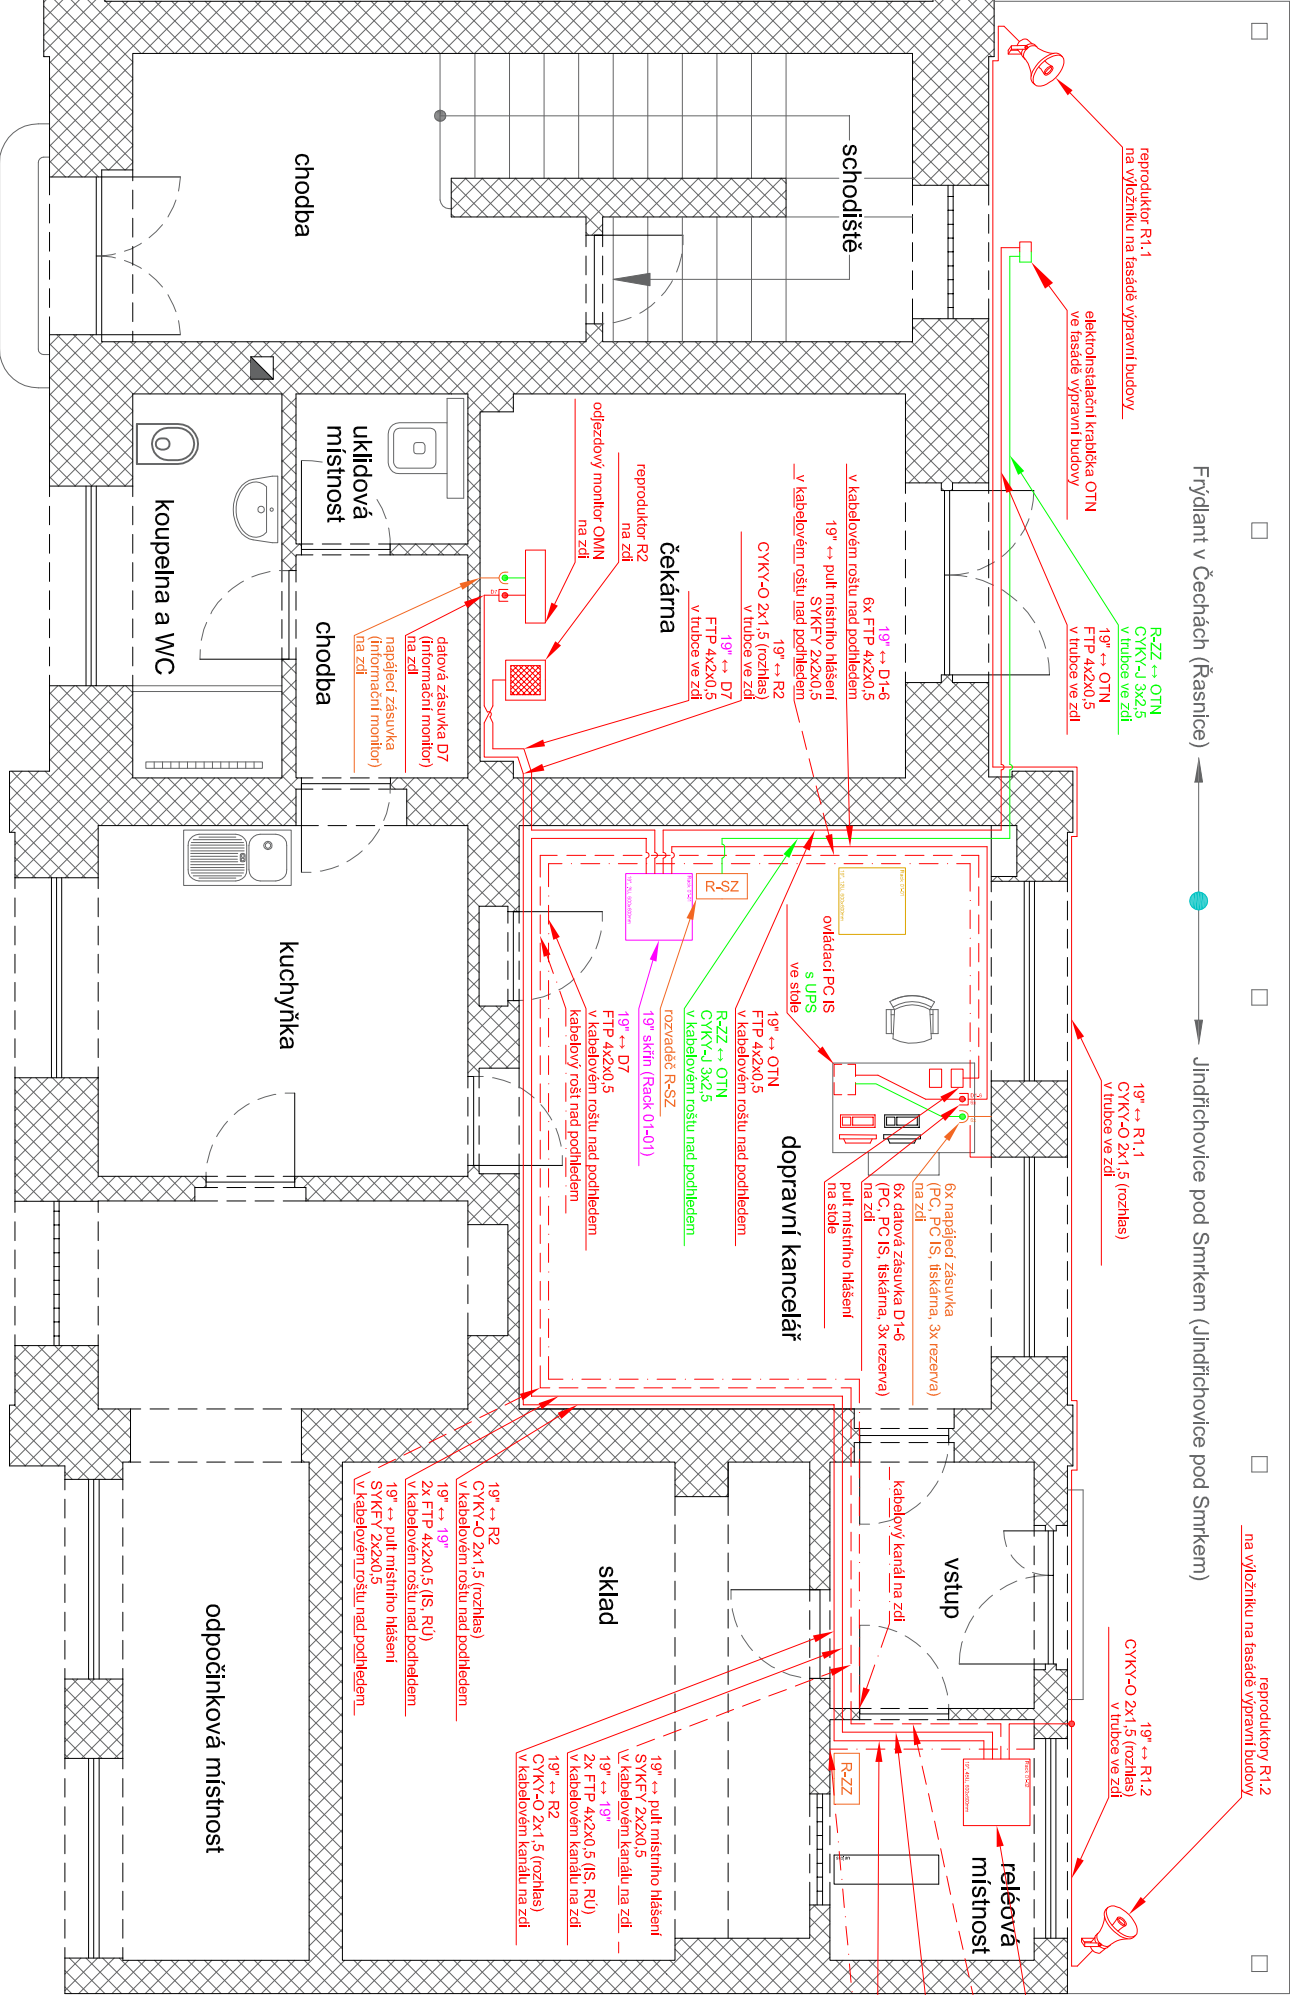 Frýdlant v Čechách (Řasnice)
Jindřichovice pod Smrkem (Jindřichovice pod Smrkem)
reproduktor R1.1
na výložníku na fasádě výpravní budovy
elektroinstalační krabička OTN
ve fasádě výpravní budovy
R-ZZ ↔ OTN
CYKY-J 3x2,5
v trubce ve zdi
19" ↔ OTN
FTP 4x2x0,5
v trubce ve zdi
19" ↔ R1.1
CYKY-O 2x1,5 (rozhlas)
v trubce ve zdi
reproduktory R1.2
na výložníku na fasádě výpravní budovy
19" ↔ R1.2
CYKY-O 2x1,5 (rozhlas)
v trubce ve zdi
schodiště
chodba
19" ↔ D1-6
6x FTP 4x2x0,5
v kabelovém roštu nad podhledem
19" ↔ pult místního hlášení
SYKFY 2x2x0,5
v kabelovém roštu nad podhledem
19" ↔ R2
CYKY-O 2x1,5 (rozhlas)
v trubce ve zdi
19" ↔ D7
FTP 4x2x0,5
v trubce ve zdi
čekárna
reproduktor R2
na zdi
odjezdový monitor OMN
na zdi
D7
uklidová
místnost
koupelna a WC
chodba
datová zásuvka D7
(informační monitor)
na zdi
napájecí zásuvka
(informační monitor)
na zdi
kuchyňka
R-SZ
ovládací PC IS
s UPS
ve stole
19" ↔ OTN
FTP 4x2x0,5
v kabelovém roštu nad podhledem
R-ZZ ↔ OTN
CYKY-J 3x2,5
v kabelovém roštu nad podhledem
rozvaděč R-SZ
19" skříň (Rack 01-01)
19" ↔ D7
FTP 4x2x0,5
v kabelovém roštu nad podhledem
kabelový rošt nad podhledem
dopravní kancelář
6x napájecí zásuvka
(PC, PC IS, tiskárna, 3x rezerva)
na zdi
6x datová zásuvka D1-6
(PC, PC IS, tiskárna, 3x rezerva)
na zdi
pult místního hlášení
na stole
kabelový kanál na zdi
vstup
19" ↔ R2
CYKY-O 2x1,5 (rozhlas)
v kabelovém roštu nad podhledem
19" ↔ 19"
2x FTP 4x2x0,5 (IS, RÚ)
v kabelovém roštu nad podheldem
19" ↔ pult místního hlášení
SYKFY 2x2x0,5
v kabelovém roštu nad podhledem
sklad
odpočinková místnost
19" ↔ pult místního hlášení
SYKFY 2x2x0,5
v kabelovém kanálu na zdi
19" ↔ 19"
2x FTP 4x2x0,5 (IS, RÚ)
v kabelovém kanálu na zdi
19" ↔ R2
CYKY-O 2x1,5 (rozhlas)
v kabelovém kanálu na zdi
R-ZZ
reléová
místnost